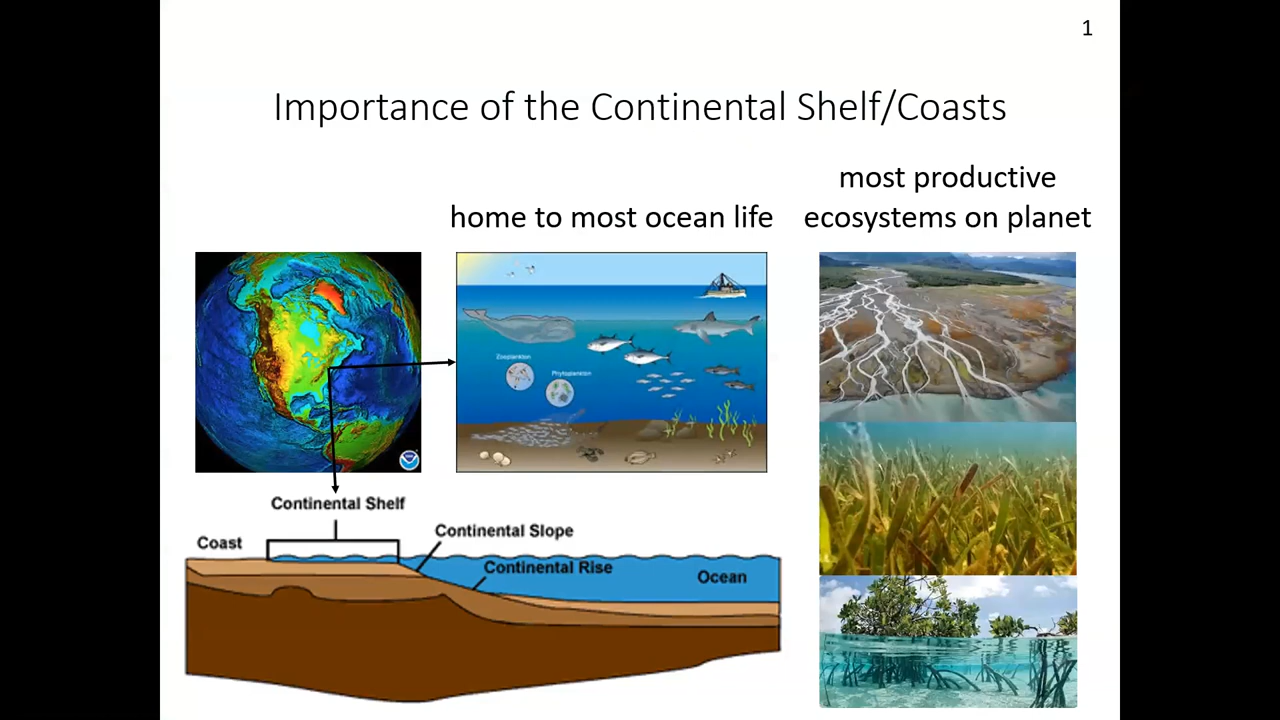 1
Importance of the Continental Shelf/Coasts
most productive
ecosystems on planet
home to most ocean life
Zooplankton
Phytoplankton
Continental Shelf
Coast
Continental Slope
Continental Rise
Ocean